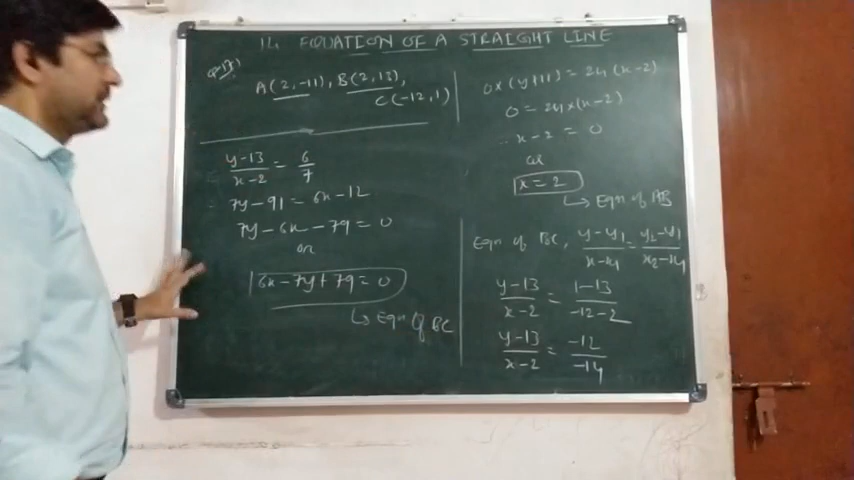 14. EQUATION OF A STRAIGHT LINE
A(2,-11), B(2,13),
C(-12,1)
y-13/x-2 = 6/7
7y-91 = 6x-12
7y-6x-79=0
or
6x-7y+79=0
↳ Eqn of BC
0x(y+11) = 24(x-2)
0 = 24x(x-2)
x-2 = 0
or
x=2
↳ Eqn of AB
Eqn of BC, y-y1/x-x1 = y2-y1/x2-x1
y-13/x-2 = 1-13/-12-2
y-13/x-2 = -12/-14